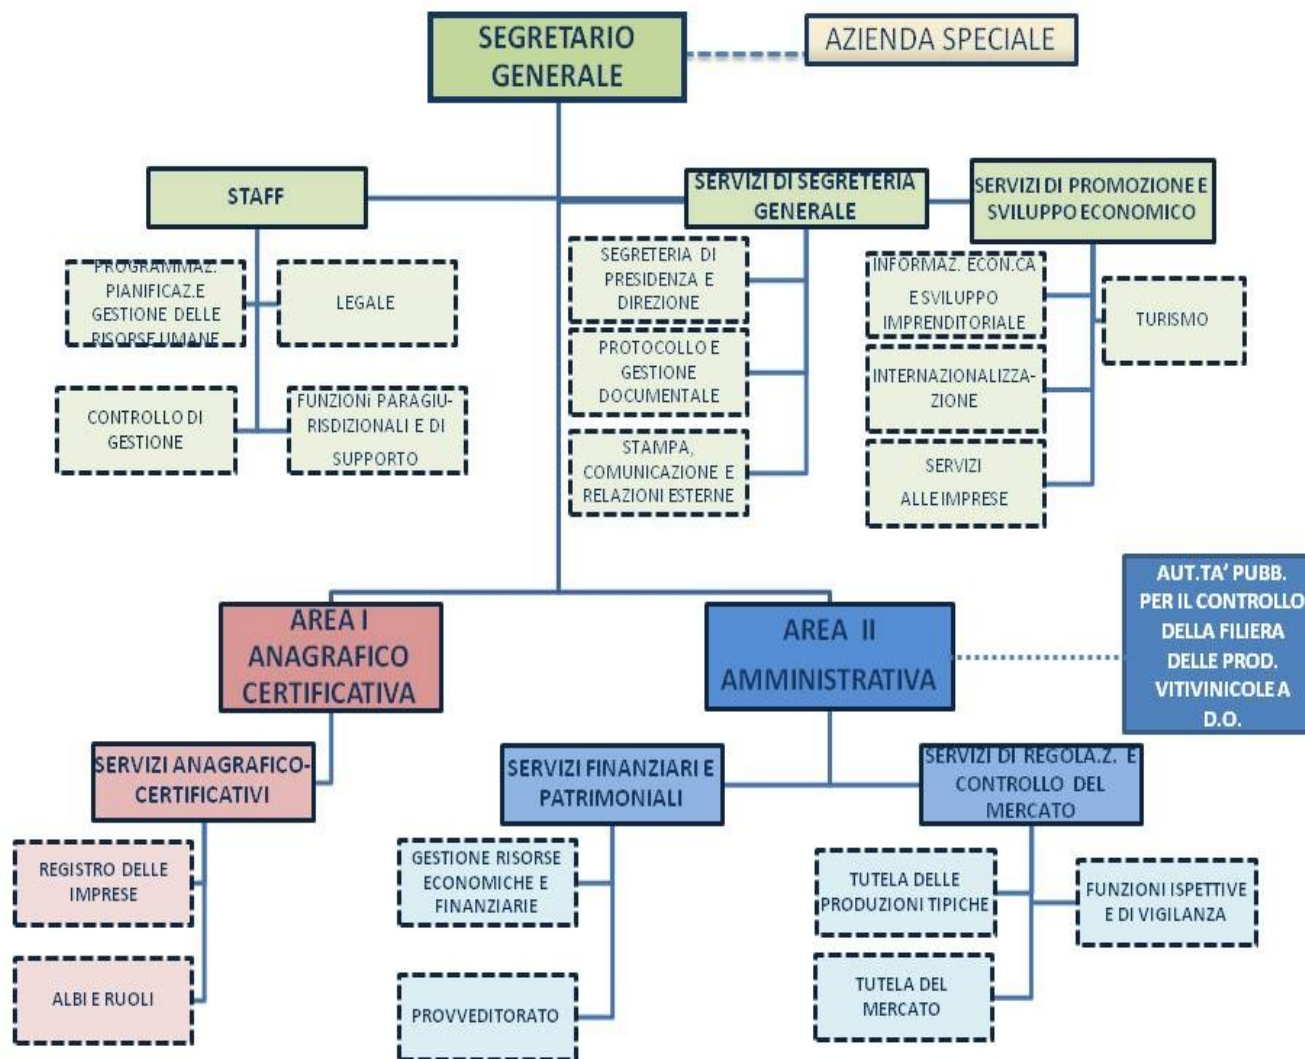 SEGRETARIO
GENERALE
AZIENDA SPECIALE
STAFF
SERVIZI DI SEGRETERIA
GENERALE
SERVIZI DI PROMOZIONE E
SVILUPPO ECONOMICO
PROGRAMMAZ.
PIANIFICAZ.E
GESTIONE DELLE
RISORSE UMANE
LEGALE
CONTROLLO DI
GESTIONE
FUNZIONi PARAGIU-
RISDIZIONALI E DI
SUPPORTO
SEGRETERIA DI
PRESIDENZA E
DIREZIONE
PROTOCOLLO E
GESTIONE
DOCUMENTALE
STAMPA,
COMUNICAZIONE E
RELAZIONI ESTERNE
INFORMAZ. ECON.CA
E SVILUPPO
IMPRENDITORIALE
TURISMO
INTERNAZIONALIZZA-
ZIONE
SERVIZI
ALLE IMPRESE
AREA I
ANAGRAFICO
CERTIFICATIVA
AREA II
AMMINISTRATIVA
AUT.TA’ PUBB.
PER IL CONTROLLO
DELLA FILIERA
DELLE PROD.
VITIVINICOLE A
D.O.
SERVIZI ANAGRAFICO-
CERTIFICATIVI
SERVIZI FINANZIARI E
PATRIMONIALI
SERVIZI DI REGOLA.Z. E
CONTROLLO DEL
MERCATO
REGISTRO DELLE
IMPRESE
ALBI E RUOLI
GESTIONE RISORSE
ECONOMICHE E
FINANZIARIE
PROVVEDITORATO
TUTELA DELLE
PRODUZIONI TIPICHE
FUNZIONI ISPETTIVE
E DI VIGILANZA
TUTELA DEL
MERCATO